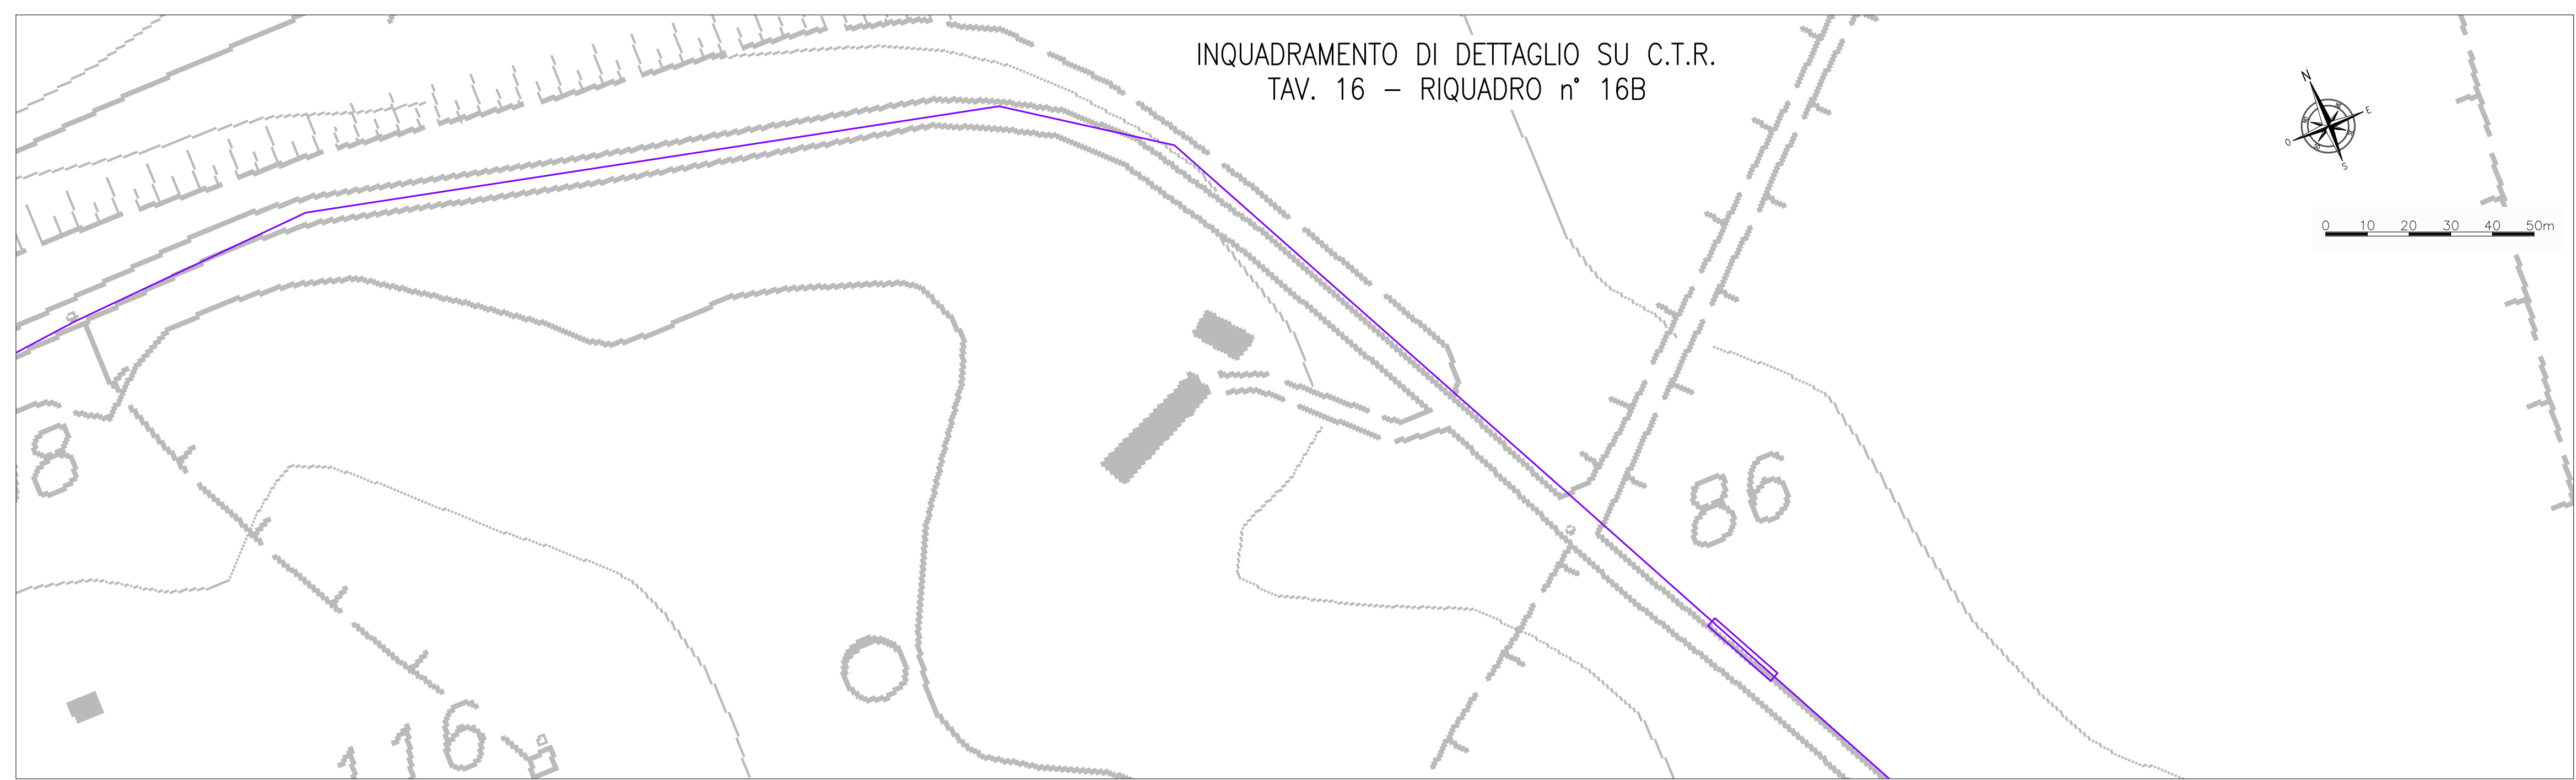 INQUADRAMENTO DI DETTAGLIO SU C.T.R.
TAV. 16 – RIQUADRO n° 16B
N
E
O
S
0 10 20 30 40 50m
8
86
116